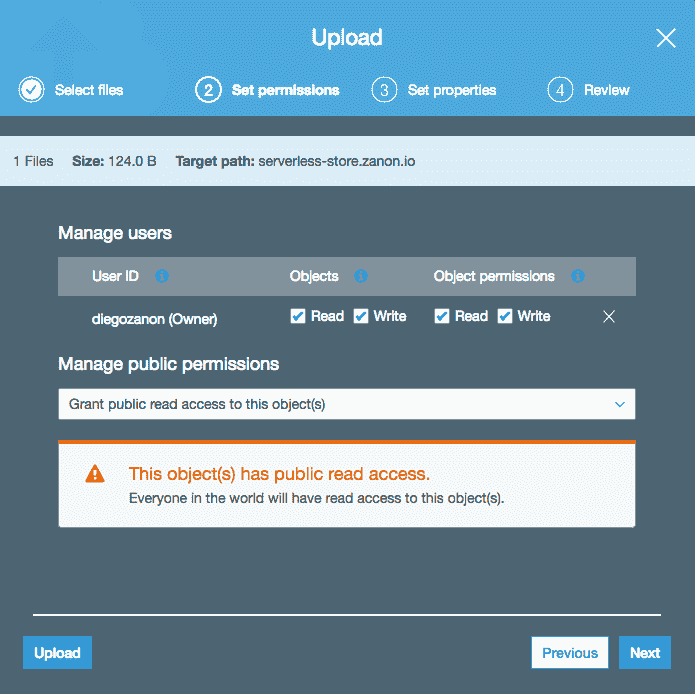 Upload
Select files 2 Set permissions 3 Set properties 4 Review
1 Files Size: 124.0 B Target path: serverless-store.zanon.io
Manage users
User ID Objects Object permissions
diegozanon (Owner) Read Write Read Write
Manage public permissions
Grant public read access to this object(s)
This object(s) has public read access.
Everyone in the world will have read access to this object(s).
Upload Previous Next